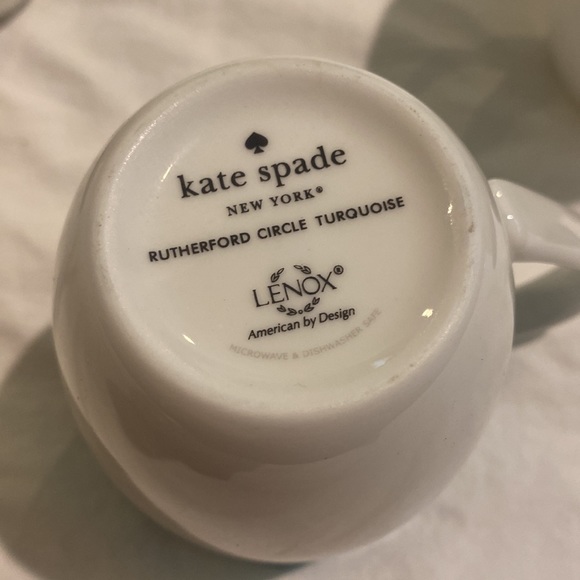 kate spade
NEW YORK®
RUTHERFORD CIRCLE TURQUOISE
LENOX®
American by Design
MICROWAVE & DISHWASHER SAFE